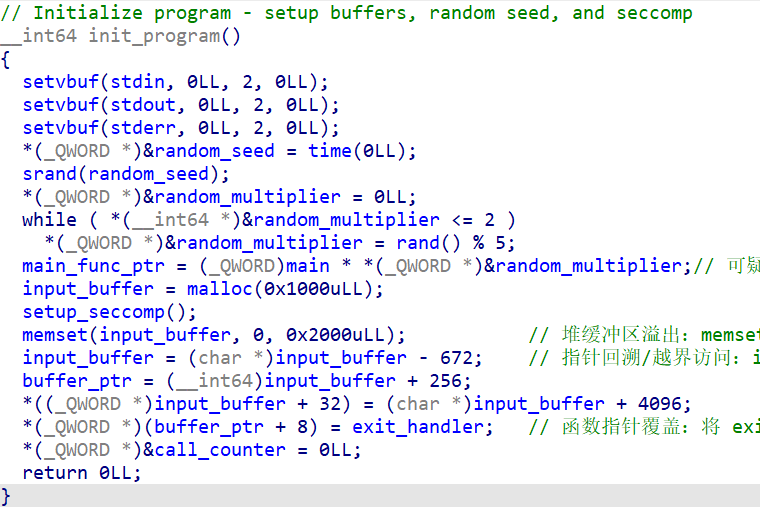 // Initialize program - setup buffers, random seed, and seccomp
__int64 init_program()
{
  setvbuf(stdin, 0LL, 2, 0LL);
  setvbuf(stdout, 0LL, 2, 0LL);
  setvbuf(stderr, 0LL, 2, 0LL);
  *(_QWORD *)&random_seed = time(0LL);
  srand(random_seed);
  *(_QWORD *)&random_multiplier = 0LL;
  while ( *(__int64 *)&random_multiplier <= 2 )
    *(_QWORD *)&random_multiplier = rand() % 5;
  main_func_ptr = (_QWORD)main * *(_QWORD *)&random_multiplier;// 可疑
  input_buffer = malloc(0x1000uLL);
  setup_seccomp();
  memset(input_buffer, 0, 0x2000uLL);           // 堆缓冲区溢出：memset
  input_buffer = (char *)input_buffer - 672;    // 指针回溯/越界访问：i
  buffer_ptr = (__int64)input_buffer + 256;
  *((_QWORD *)input_buffer + 32) = (char *)input_buffer + 4096;
  *(_QWORD *)(buffer_ptr + 8) = exit_handler;   // 函数指针覆盖：将 exi
  *(_QWORD *)&call_counter = 0LL;
  return 0LL;
}